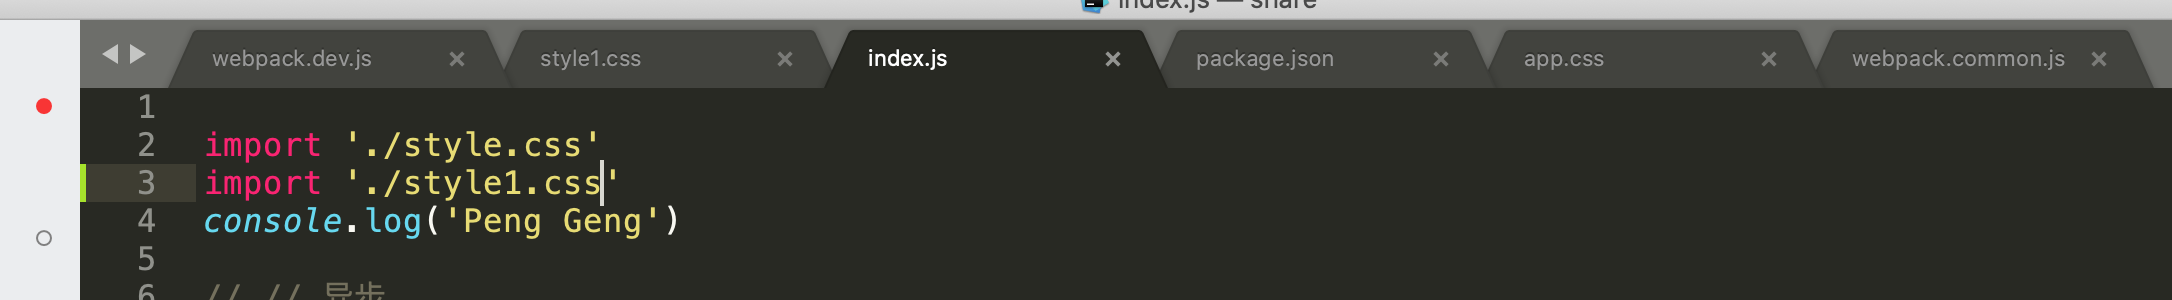 index.js — share
webpack.dev.js
style1.css
index.js
package.json
app.css
webpack.common.js
1
2 import './style.css'
3 import './style1.css'
4 console.log('Peng Geng')
5
6 // // 异步